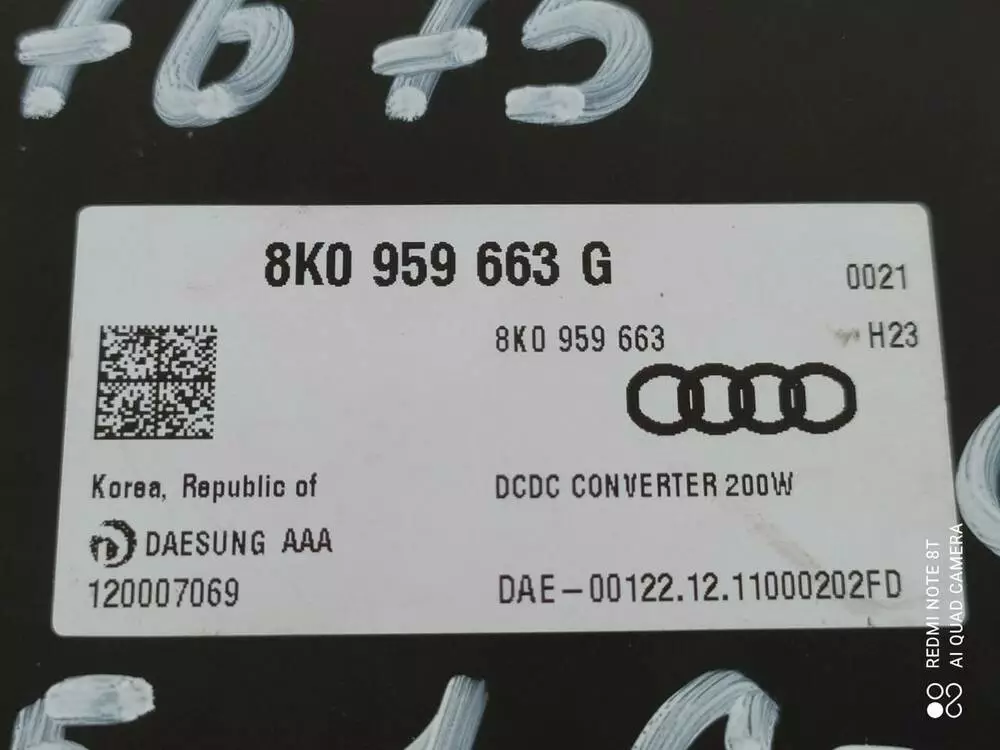 7675
8K0 959 663 G
0021
8K0 959 663
H23
Korea, Republic of
DCDC CONVERTER 200W
DAESUNG AAA
120007069
DAE-00122.12.11000202FD
REDMI NOTE 8T
AI QUAD CAMERA